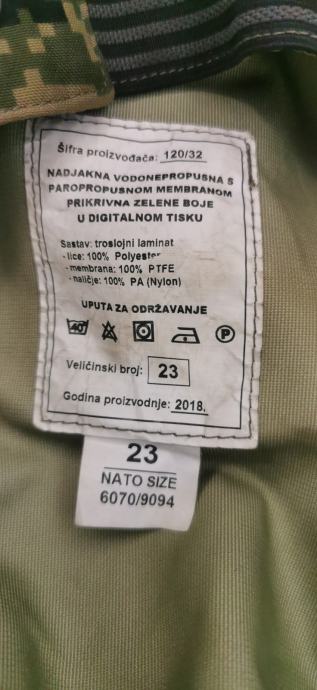 Šifra proizvođača: 120/32
NADJAKNA VODONEPROPUSNA S
PAROPROPUSNOM MEMBRANOM
PRIKRIVNA ZELENE BOJE
U DIGITALNOM TISKU
Sastav: troslojni laminat
- lice: 100% Polyester
- membrana: 100% PTFE
- naličje: 100% PA (Nylon)
UPUTA ZA ODRŽAVANJE
40 P
Veličinski broj: 23
Godina proizvodnje: 2018.
23
NATO SIZE
6070/9094